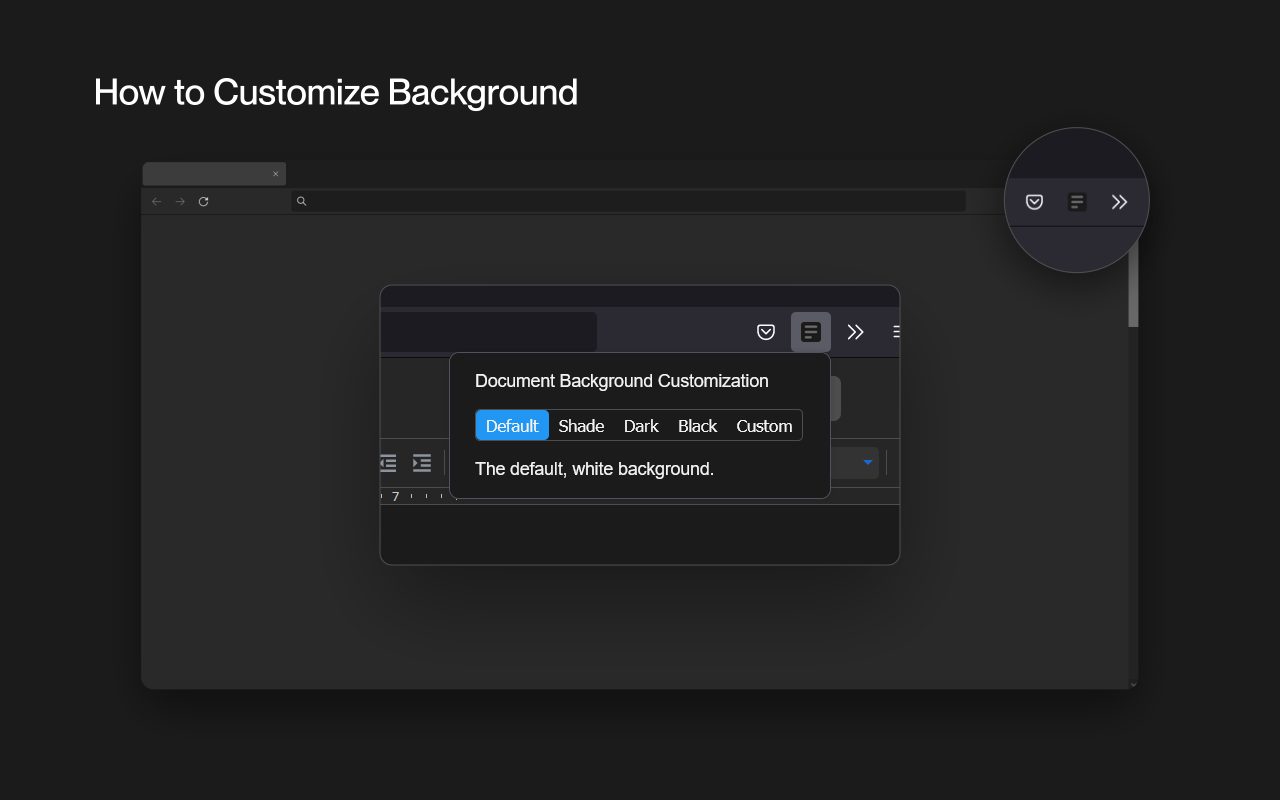 How to Customize Background
Document Background Customization
Default Shade Dark Black Custom
The default, white background.
7